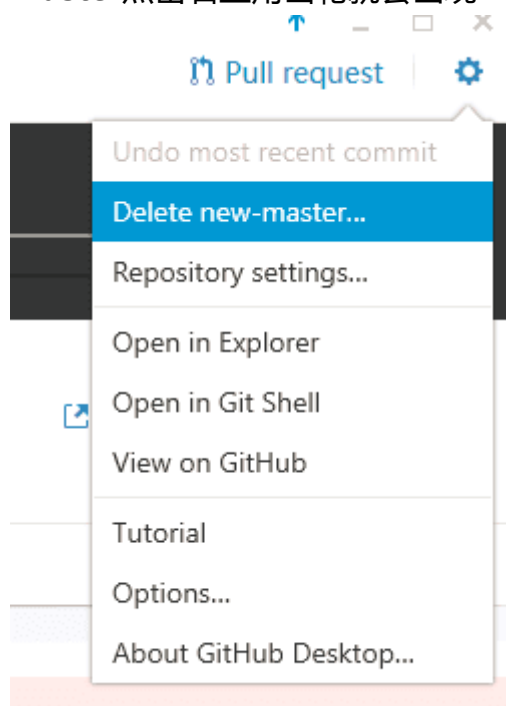 Pull request
Undo most recent commit
Delete new-master...
Repository settings...
Open in Explorer
Open in Git Shell
View on GitHub
Tutorial
Options...
About GitHub Desktop...